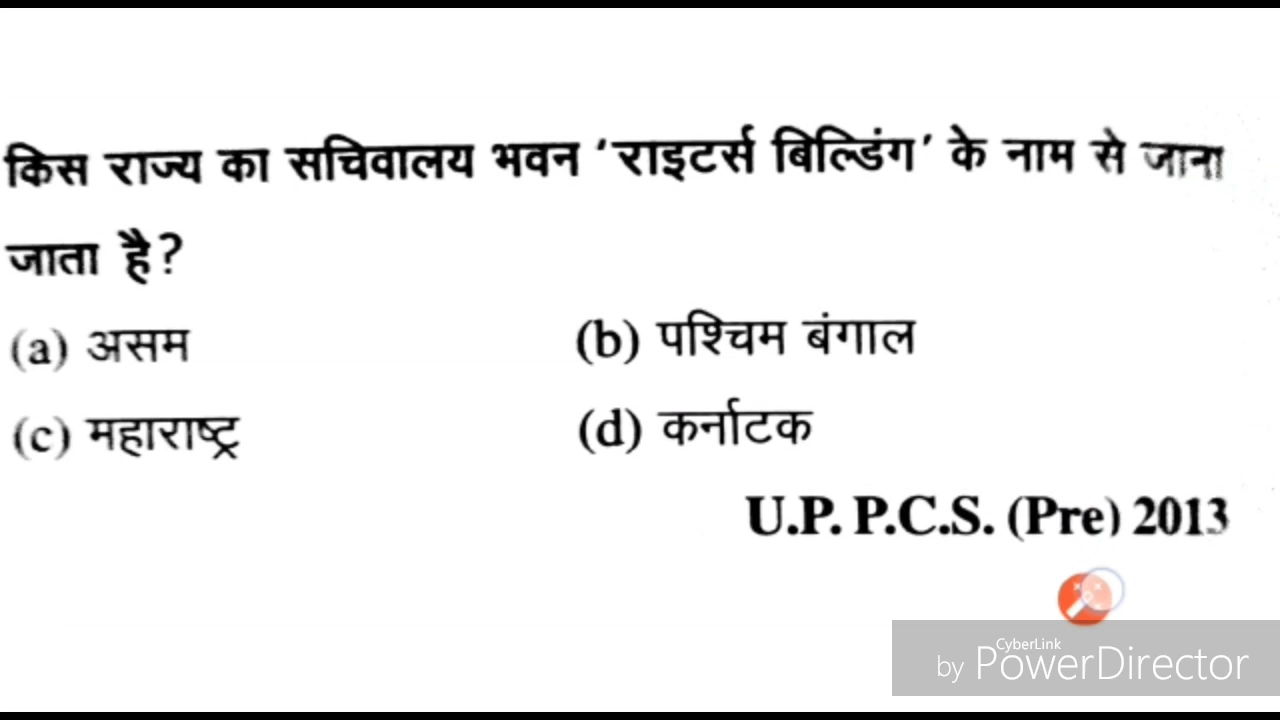 किस राज्य का सचिवालय भवन ‘राइटर्स बिल्डिंग’ के नाम से जाना
जाता है?
(a) असम (b) पश्चिम बंगाल
(c) महाराष्ट्र (d) कर्नाटक
U.P. P.C.S. (Pre) 2013
CyberLink
by PowerDirector